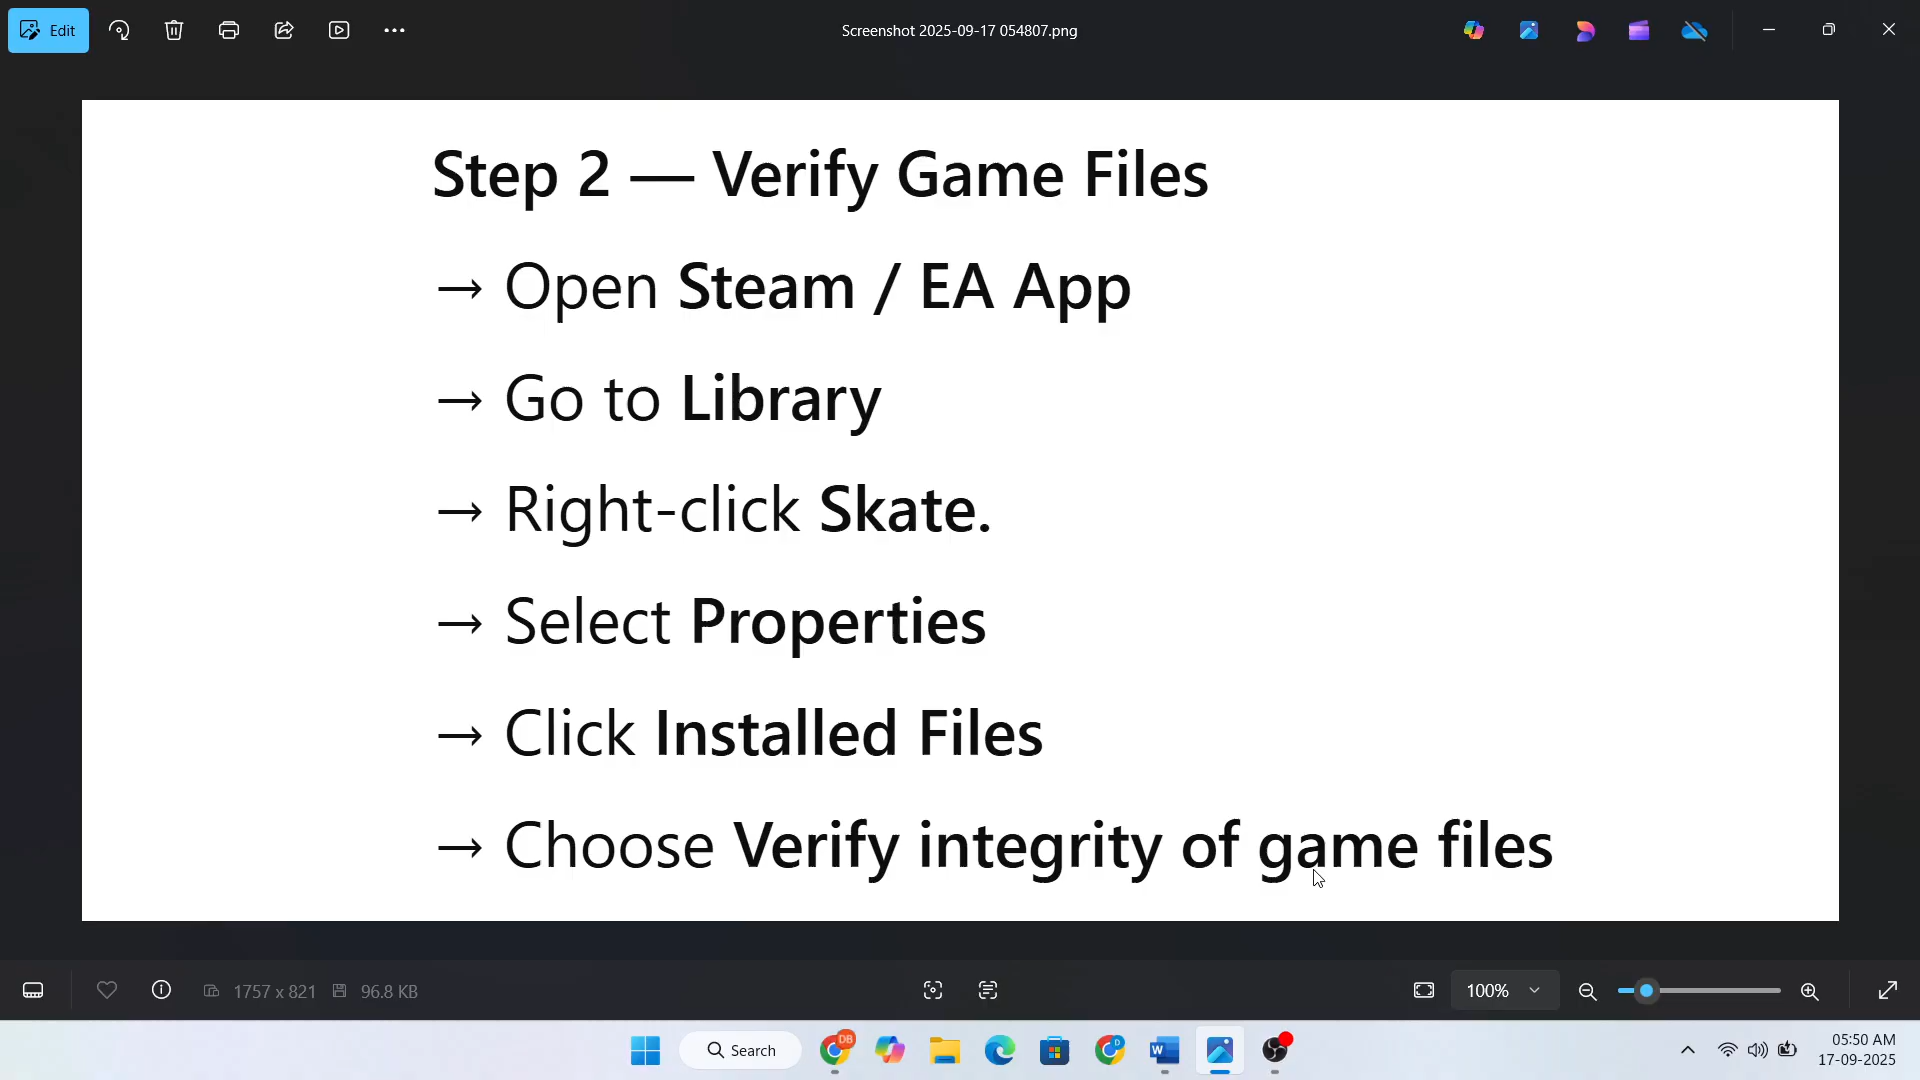 Edit
Screenshot 2025-09-17 054807.png
Step 2 — Verify Game Files
→ Open Steam / EA App
→ Go to Library
→ Right-click Skate.
→ Select Properties
→ Click Installed Files
→ Choose Verify integrity of game files
1757 x 821 96.8 KB 100%
DB D W
Search
05:50 AM
17-09-2025